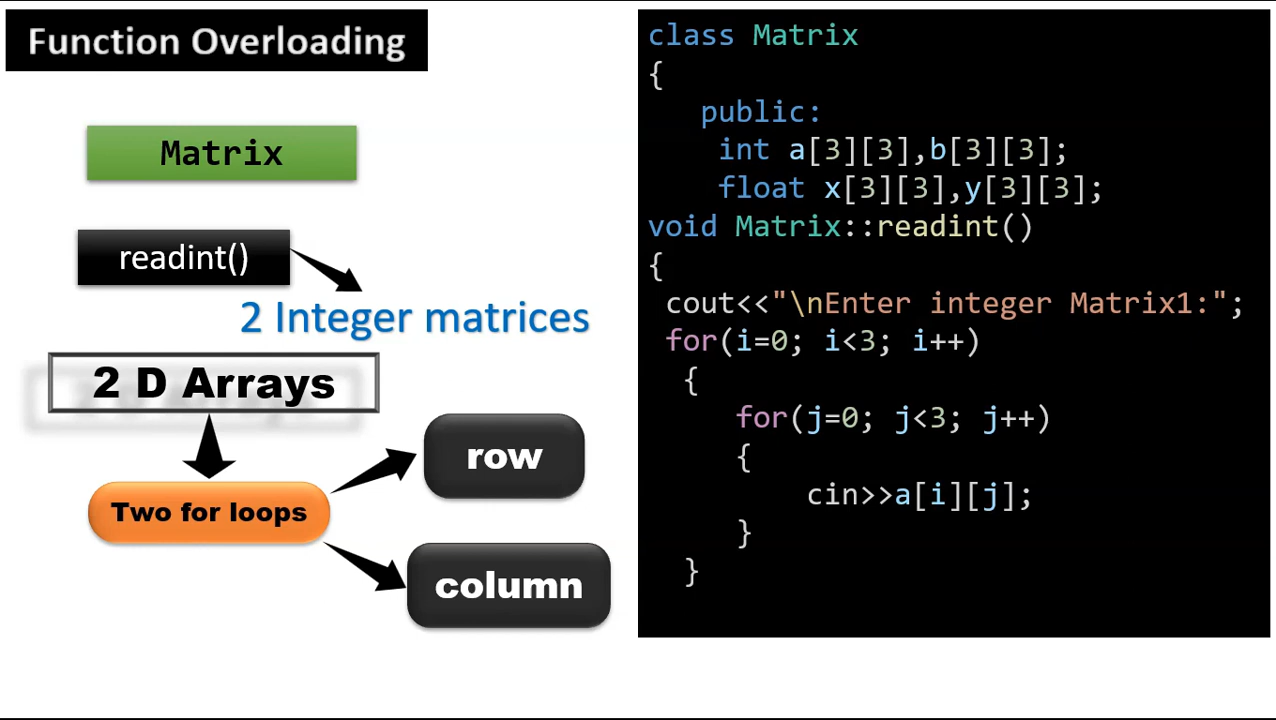 Function Overloading
Matrix
readint()
2 Integer matrices
2 D Arrays
Two for loops
row
column
class Matrix
{
public:
int a[3][3],b[3][3];
float x[3][3],y[3][3];
void Matrix::readint()
{
cout<<"\nEnter integer Matrix1:";
for(i=0; i<3; i++)
{
for(j=0; j<3; j++)
{
cin>>a[i][j];
}
}